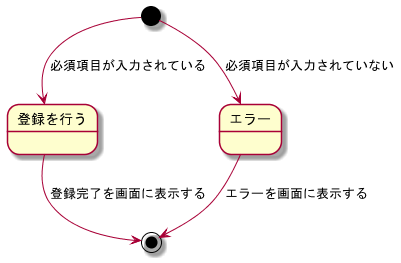 必須項目が入力されている
必須項目が入力されていない
登録を行う
エラー
登録完了を画面に表示する
エラーを画面に表示する